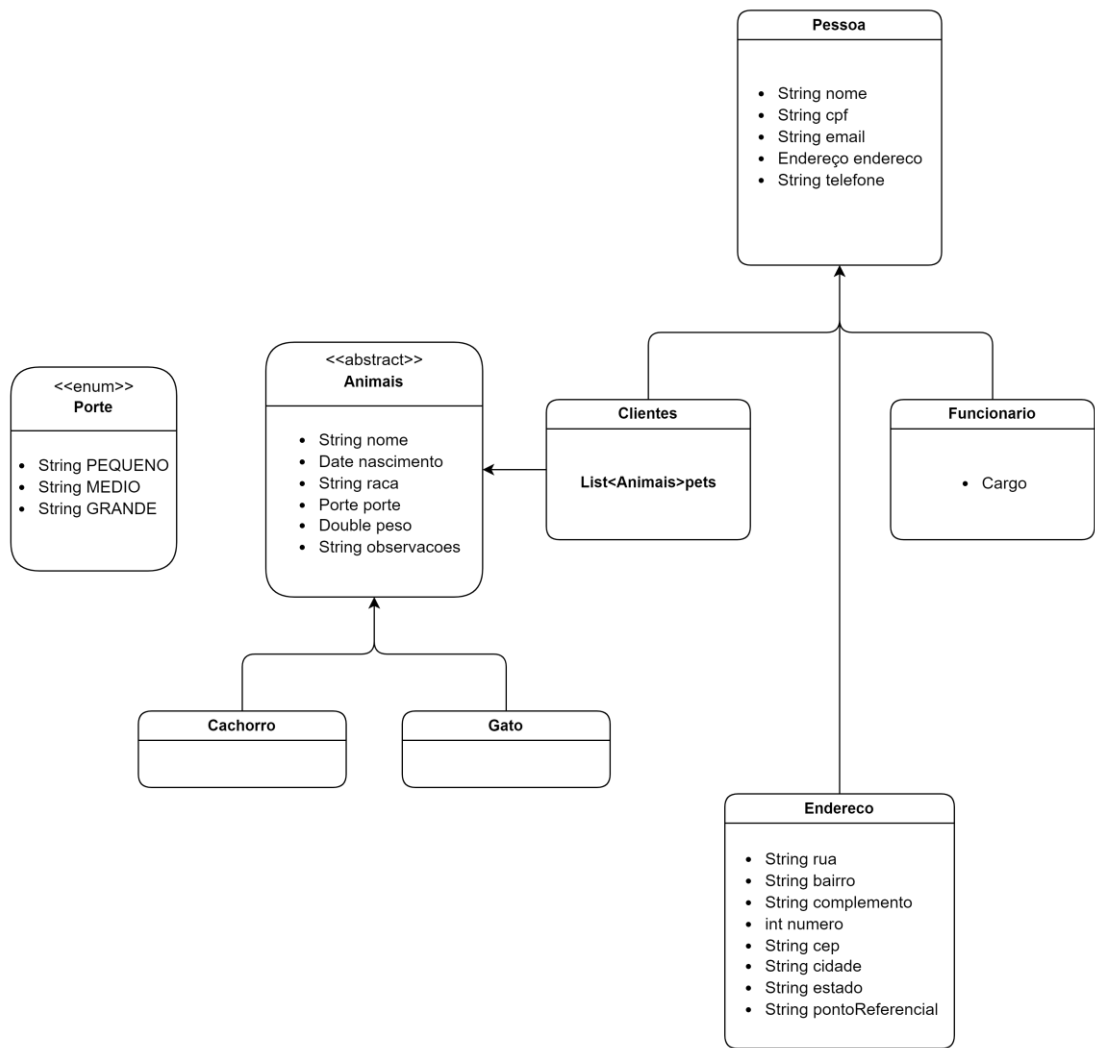 Pessoa
String nome
String cpf
String email
Endereço endereco
String telefone
<<enum>>
Porte
String PEQUENO
String MEDIO
String GRANDE
<<abstract>>
Animais
String nome
Date nascimento
String raca
Porte porte
Double peso
String observacoes
Clientes
List<Animais>pets
Funcionario
Cargo
Cachorro
Gato
Endereco
String rua
String bairro
String complemento
int numero
String cep
String cidade
String estado
String pontoReferencial